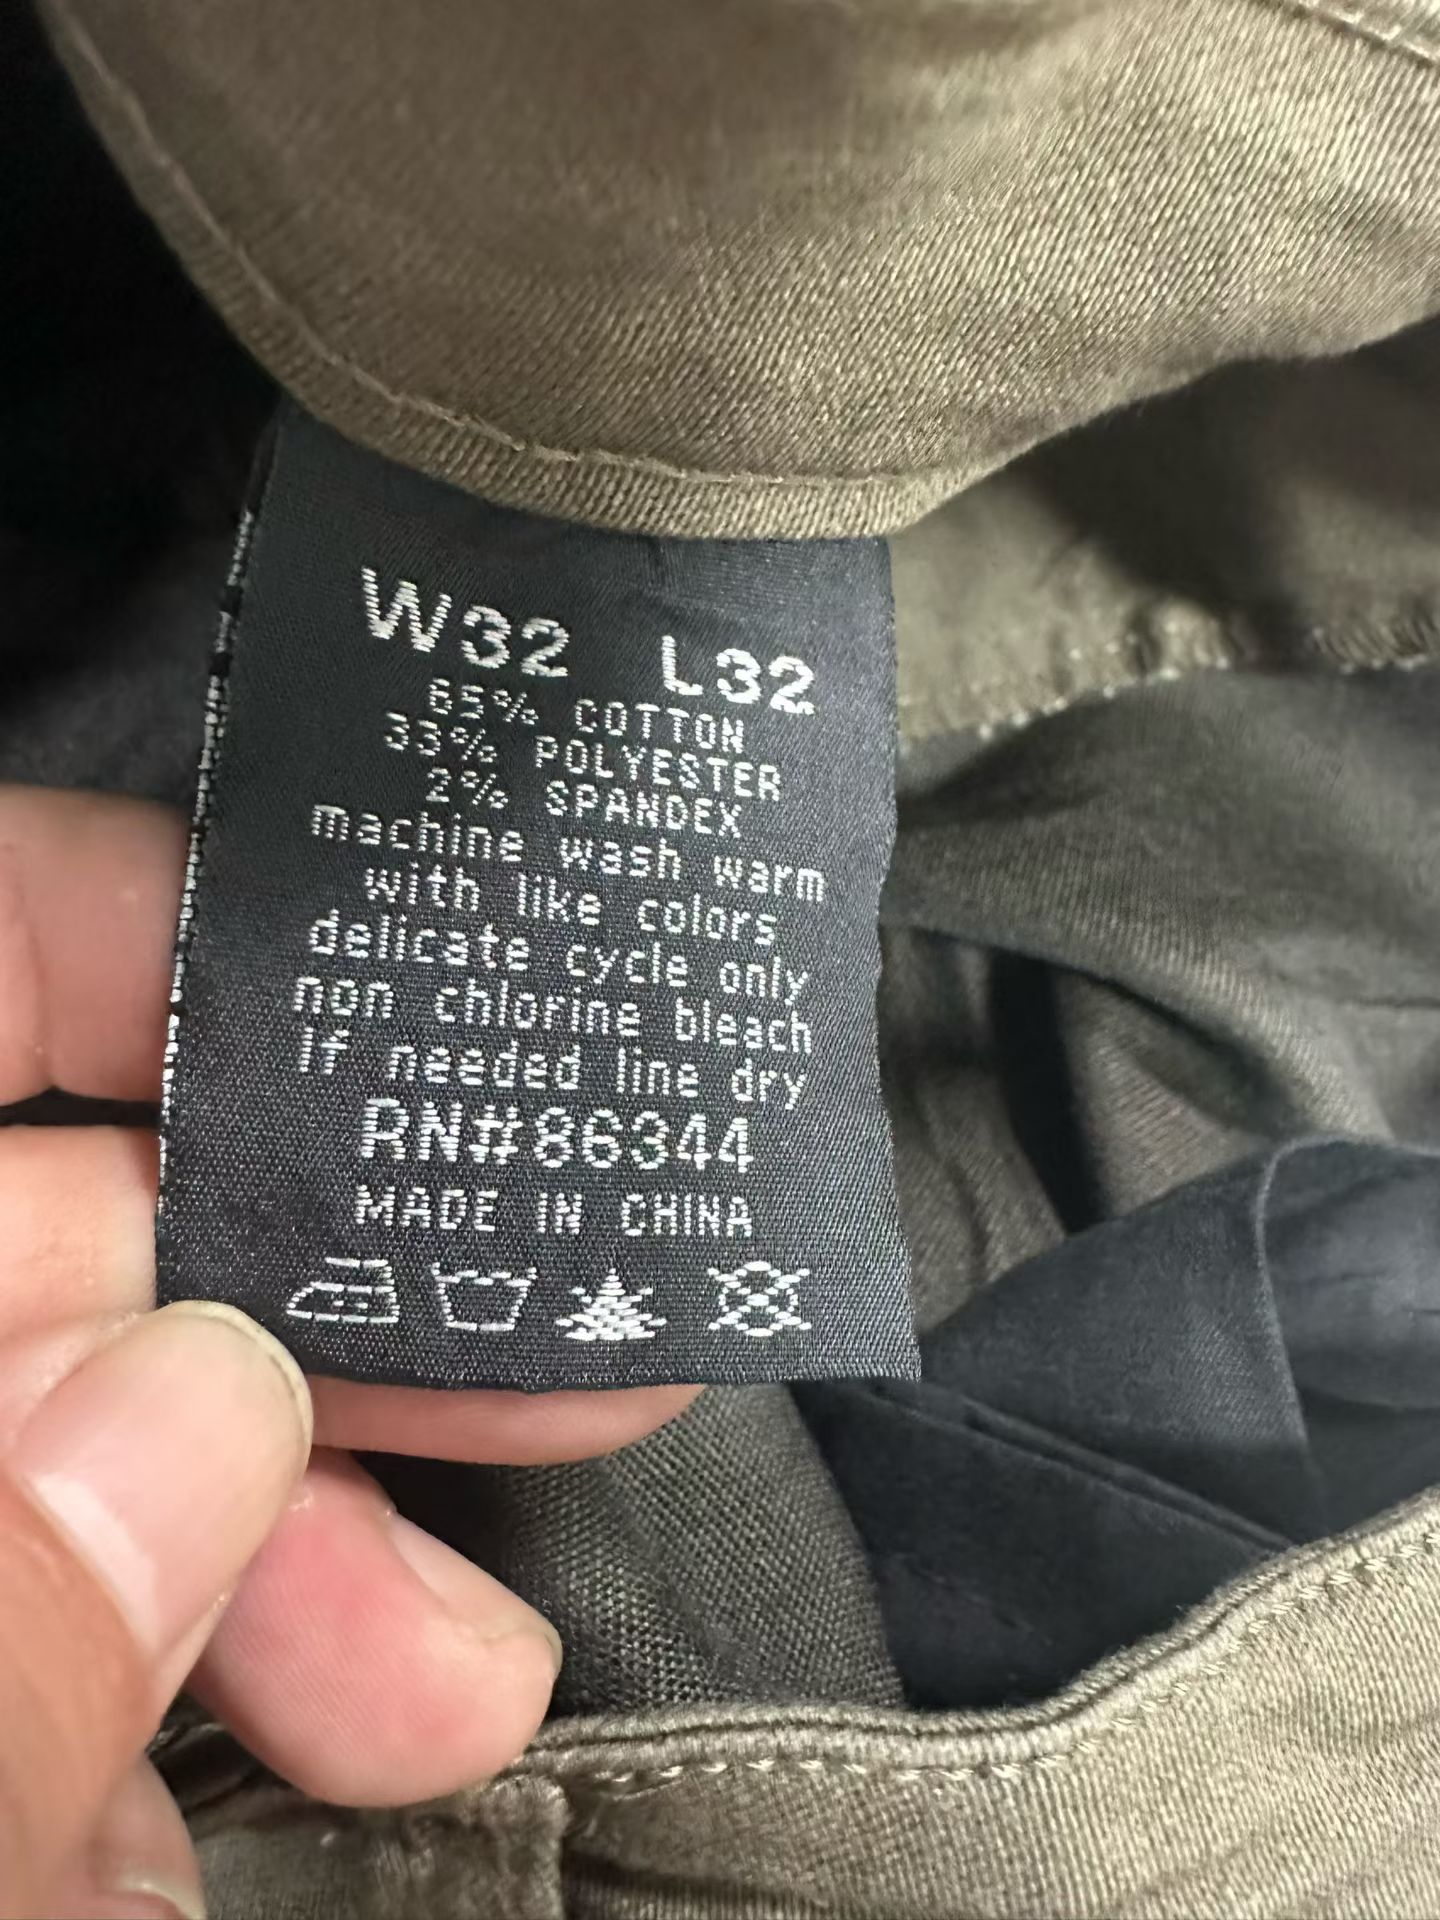 W32 L32
65% COTTON
33% POLYESTER
2% SPANDEX
machine wash warm
with like colors
delicate cycle only
non chlorine bleach
If needed line dry
RN#86344
MADE IN CHINA